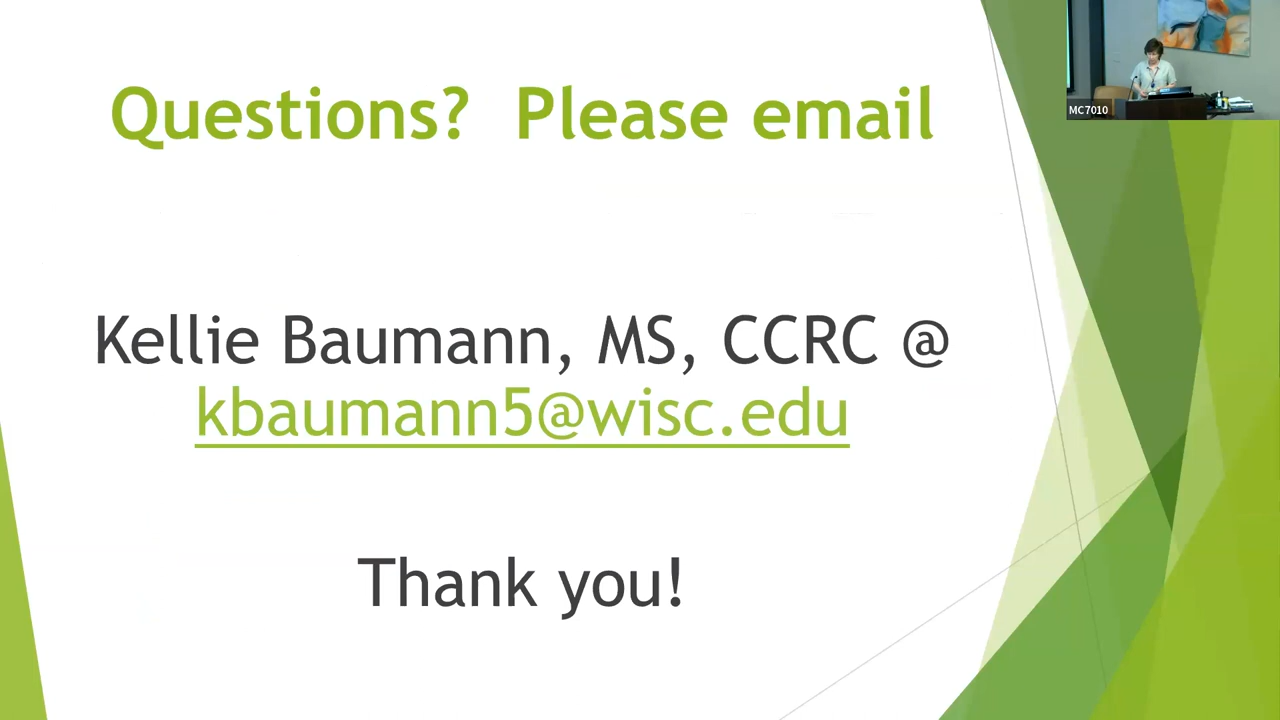 Questions? Please email
MC7010
Kellie Baumann, MS, CCRC @
kbaumann5@wisc.edu
Thank you!